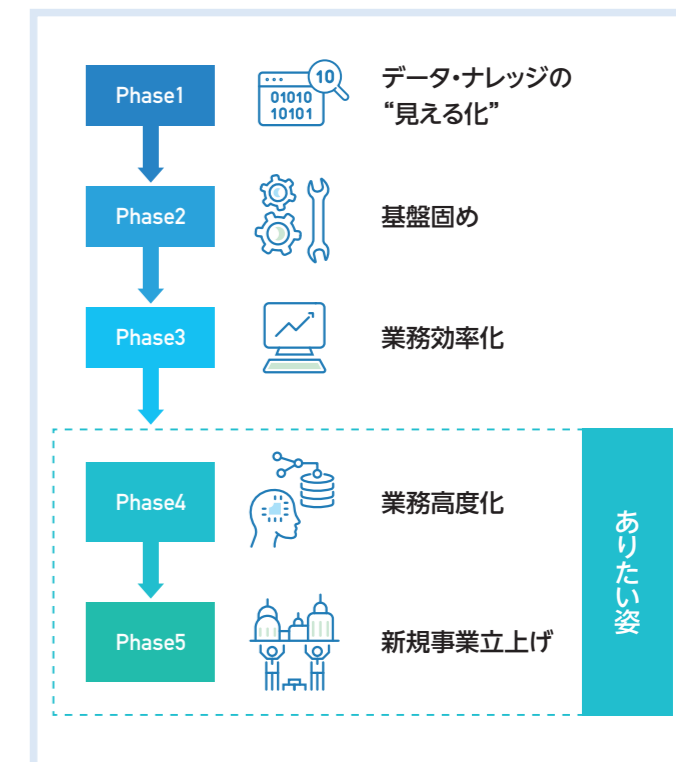 Phase1
10
01010
10101
データ・ナレッジの
“見える化”
Phase2
基盤固め
Phase3
業務効率化
Phase4
業務高度化
Phase5
新規事業立上げ
ありたい姿